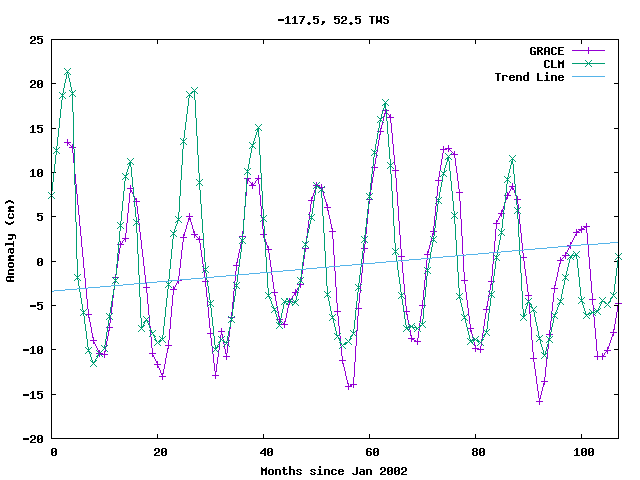 -117.5, 52.5 TWS
GRACE
CLM
Trend Line
25
20
15
10
5
0
-5
-10
-15
-20
Anomaly (cm)
0 20 40 60 80 100
Months since Jan 2002